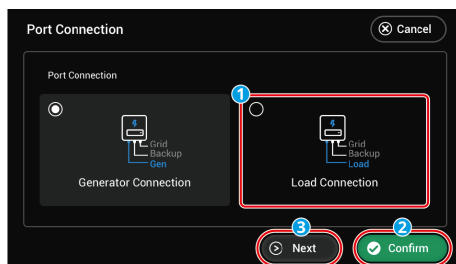 Port Connection
Cancel
Port Connection
1
Grid
Backup
Gen
Generator Connection
Grid
Backup
Load
Load Connection
3
Next
2
Confirm